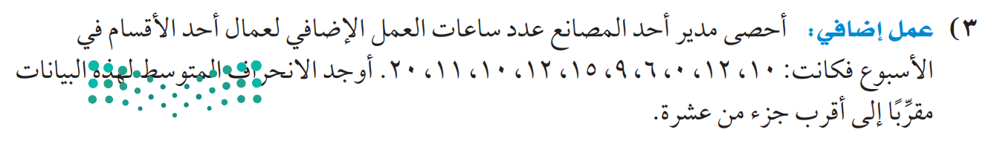 ٣) عمل إضافي: أحصى مدير أحد المصانع عدد ساعات العمل الإضافي لعمال أحد الأقسام في
الأسبوع فكانت: ١٠، ١٢، ٠، ٦، ٩، ١٥، ١٢، ١٠، ١١، ٢٠. أوجد الانحراف المتوسط لهذه البيانات
مقرِّبًا إلى أقرب جزء من عشرة.